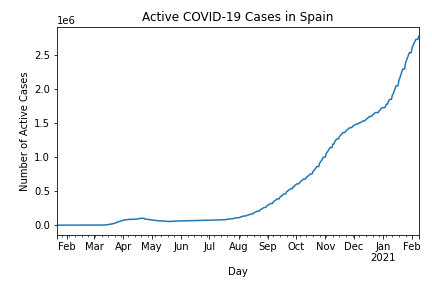 Active COVID-19 Cases in Spain
1e6
2.5
2.0
1.5
1.0
0.5
0.0
Number of Active Cases
Feb Mar Apr May Jun Jul Aug Sep Oct Nov Dec Jan Feb
2021
Day